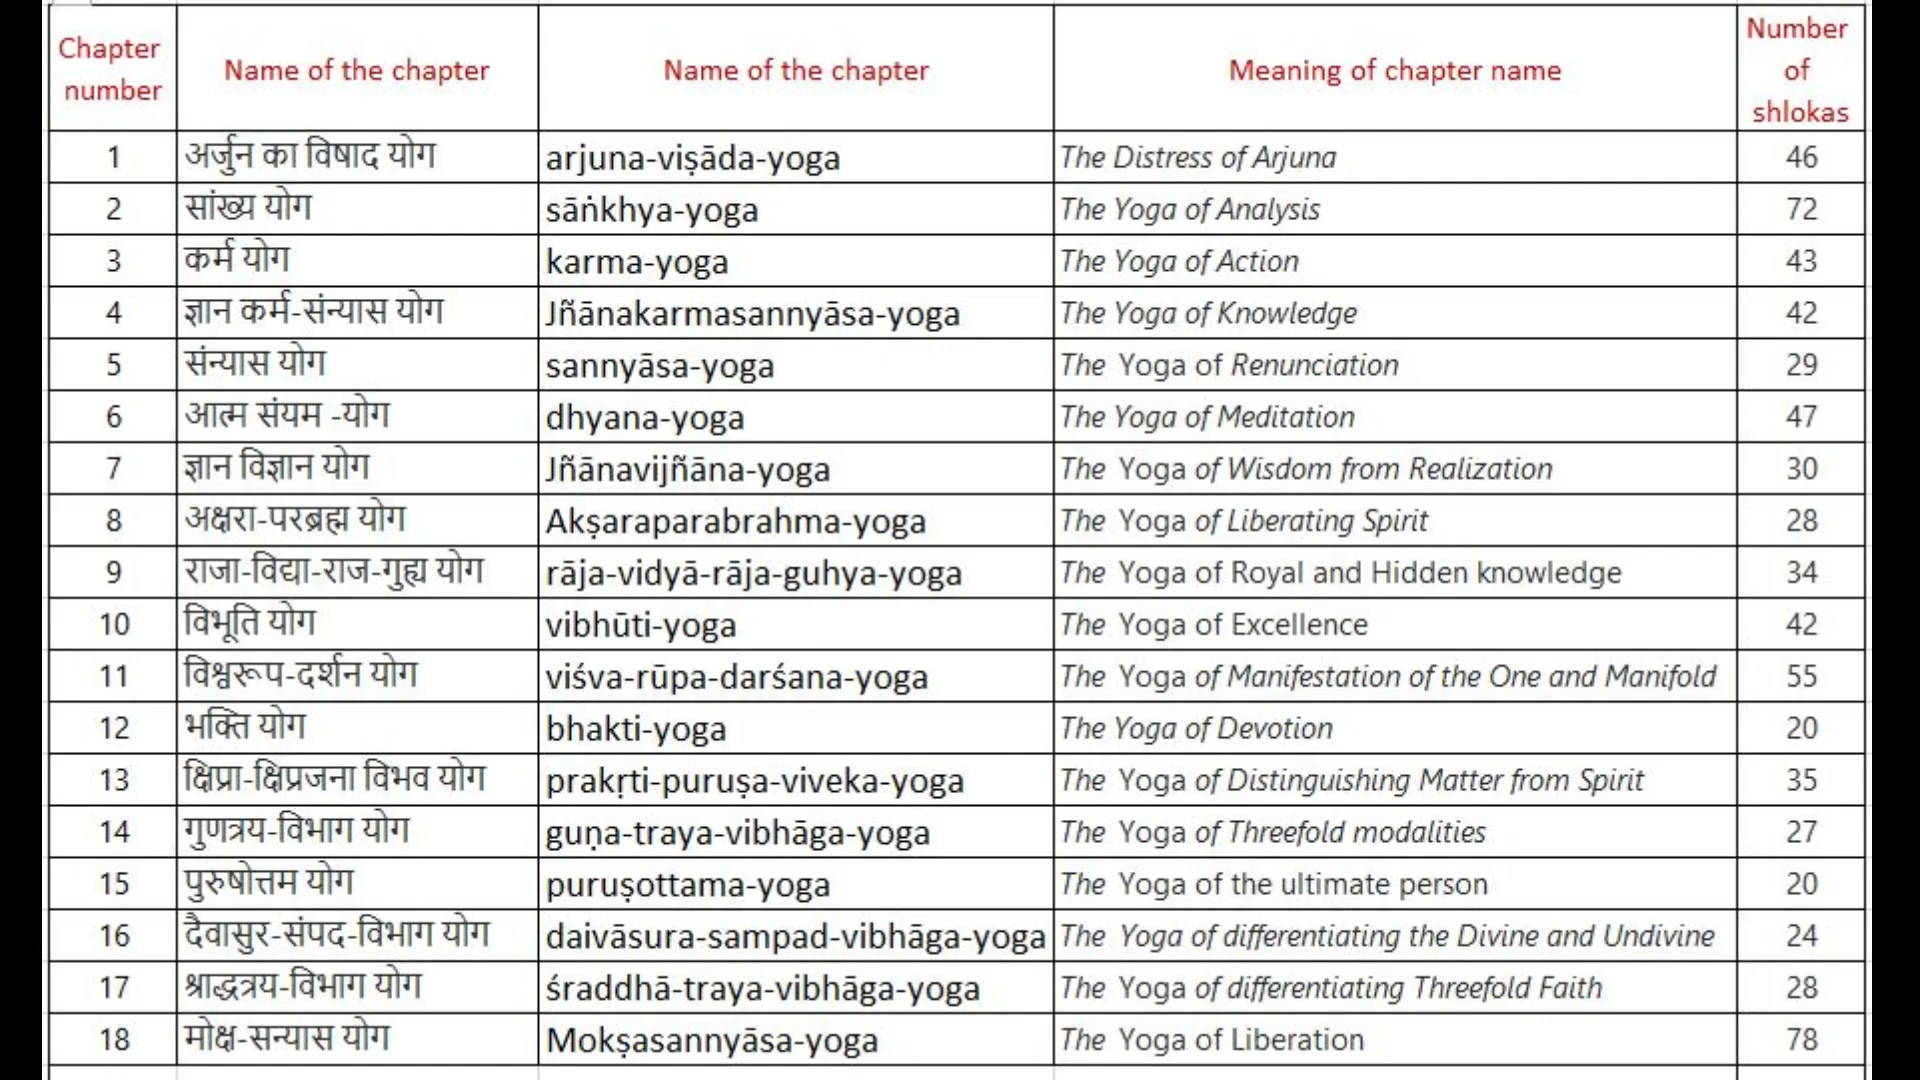 Chapter number | Name of the chapter | Name of the chapter | Meaning of chapter name | Number of shlokas
1 | अर्जुन का विषाद योग | arjuna-viṣāda-yoga | The Distress of Arjuna | 46
2 | सांख्य योग | sāṅkhya-yoga | The Yoga of Analysis | 72
3 | कर्म योग | karma-yoga | The Yoga of Action | 43
4 | ज्ञान कर्म-संन्यास योग | Jñānakarmasannyāsa-yoga | The Yoga of Knowledge | 42
5 | संन्यास योग | sannyāsa-yoga | The Yoga of Renunciation | 29
6 | आत्म संयम -योग | dhyana-yoga | The Yoga of Meditation | 47
7 | ज्ञान विज्ञान योग | Jñānavijñāna-yoga | The Yoga of Wisdom from Realization | 30
8 | अक्षरा-परब्रह्म योग | Akṣaraparabrahma-yoga | The Yoga of Liberating Spirit | 28
9 | राजा-विद्या-राज-गुह्य योग | rāja-vidyā-rāja-guhya-yoga | The Yoga of Royal and Hidden knowledge | 34
10 | विभूति योग | vibhūti-yoga | The Yoga of Excellence | 42
11 | विश्वरूप-दर्शन योग | viśva-rūpa-darśana-yoga | The Yoga of Manifestation of the One and Manifold | 55
12 | भक्ति योग | bhakti-yoga | The Yoga of Devotion | 20
13 | क्षिप्रा-क्षिप्रजना विभव योग | prakṛti-puruṣa-viveka-yoga | The Yoga of Distinguishing Matter from Spirit | 35
14 | गुणत्रय-विभाग योग | guṇa-traya-vibhāga-yoga | The Yoga of Threefold modalities | 27
15 | पुरुषोत्तम योग | puruṣottama-yoga | The Yoga of the ultimate person | 20
16 | दैवासुर-संपद-विभाग योग | daivāsura-sampad-vibhāga-yoga | The Yoga of differentiating the Divine and Undivine | 24
17 | श्राद्धत्रय-विभाग योग | śraddhā-traya-vibhāga-yoga | The Yoga of differentiating Threefold Faith | 28
18 | मोक्ष-सन्यास योग | Mokṣasannyāsa-yoga | The Yoga of Liberation | 78